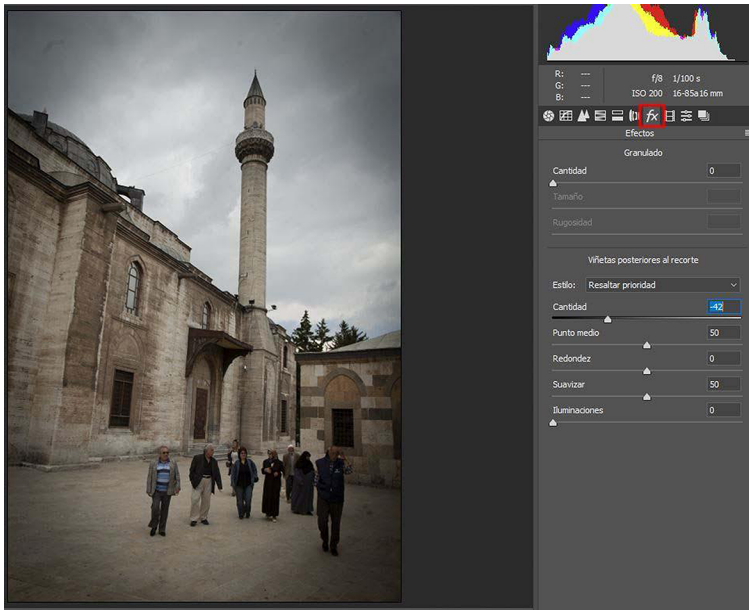 R: ---
G: ---
B: ---
f/8 1/100 s
ISO 200 16-85a16 mm
fx
Efectos
Granulado
Cantidad 0
Tamaño
Rugosidad
Viñetas posteriores al recorte
Estilo: Resaltar prioridad
Cantidad -42
Punto medio 50
Redondez 0
Suavizar 50
Iluminaciones 0